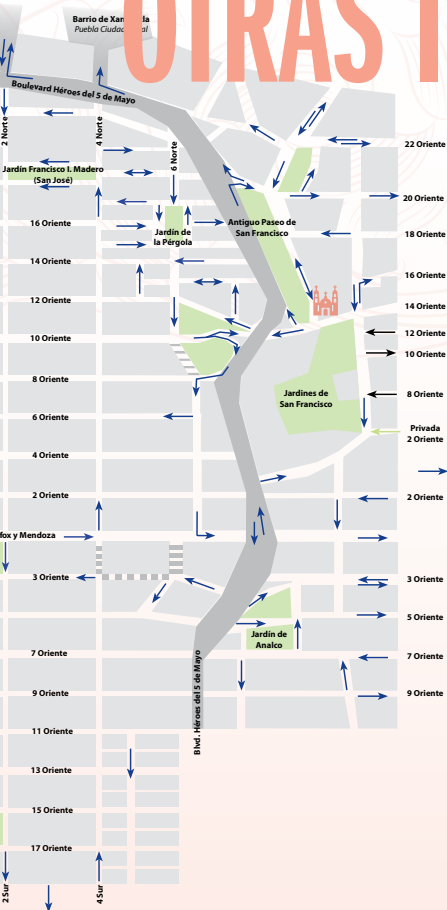 OTRAS
Barrio de Xan
Puebla Ciudad
Boulevard Héroes del 5 de Mayo
2 Norte
4 Norte
6 Norte
22 Oriente
Jardín Francisco I. Madero
(San José)
20 Oriente
16 Oriente
Jardín de
la Pérgola
Antiguo Paseo de
San Francisco
18 Oriente
14 Oriente
16 Oriente
12 Oriente
14 Oriente
10 Oriente
12 Oriente
10 Oriente
8 Oriente
Jardines de
San Francisco
8 Oriente
6 Oriente
Privada
2 Oriente
4 Oriente
2 Oriente
2 Oriente
fox y Mendoza
3 Oriente
3 Oriente
5 Oriente
Jardín de
Analco
7 Oriente
7 Oriente
Blvd. Héroes del 5 de Mayo
9 Oriente
9 Oriente
11 Oriente
13 Oriente
15 Oriente
17 Oriente
2 Sur
4 Sur